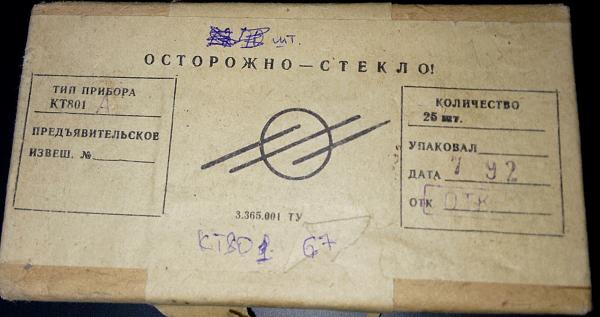 шт.
ОСТОРОЖНО — СТЕКЛО!
ТИП ПРИБОРА
КТ801 А
ПРЕДЪЯВИТЕЛЬСКОЕ
ИЗВЕЩ. №
КОЛИЧЕСТВО
25 шт.
УПАКОВАЛ
ДАТА 7 92
ОТК ОТК
3.365.001 ТУ
КТ801 67